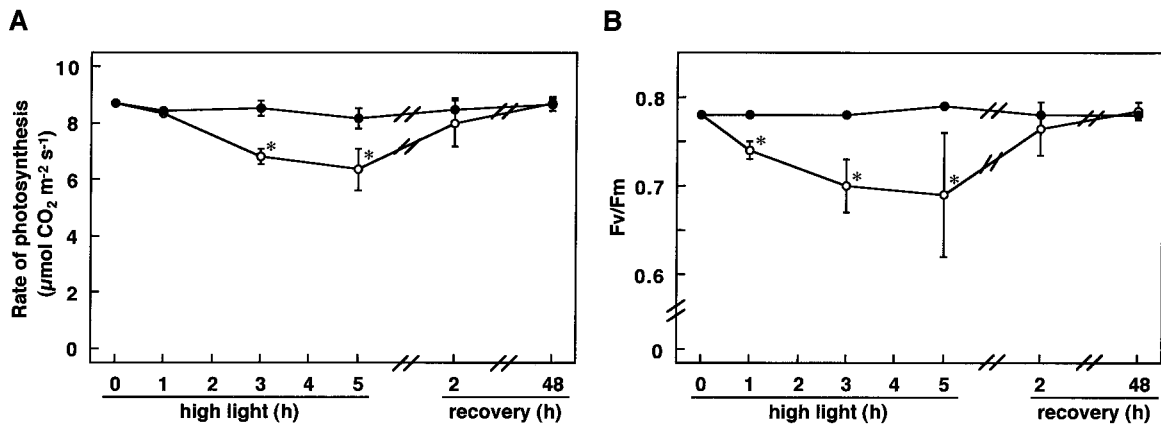 A
Rate of photosynthesis
(µmol CO₂ m⁻² s⁻¹)
10
8
6
4
2
0
*
*
0 1 2 3 4 5 2 48
high light (h) recovery (h)
B
Fv/Fm
0.8
0.7
0.6
0
*
*
*
0 1 2 3 4 5 2 48
high light (h) recovery (h)